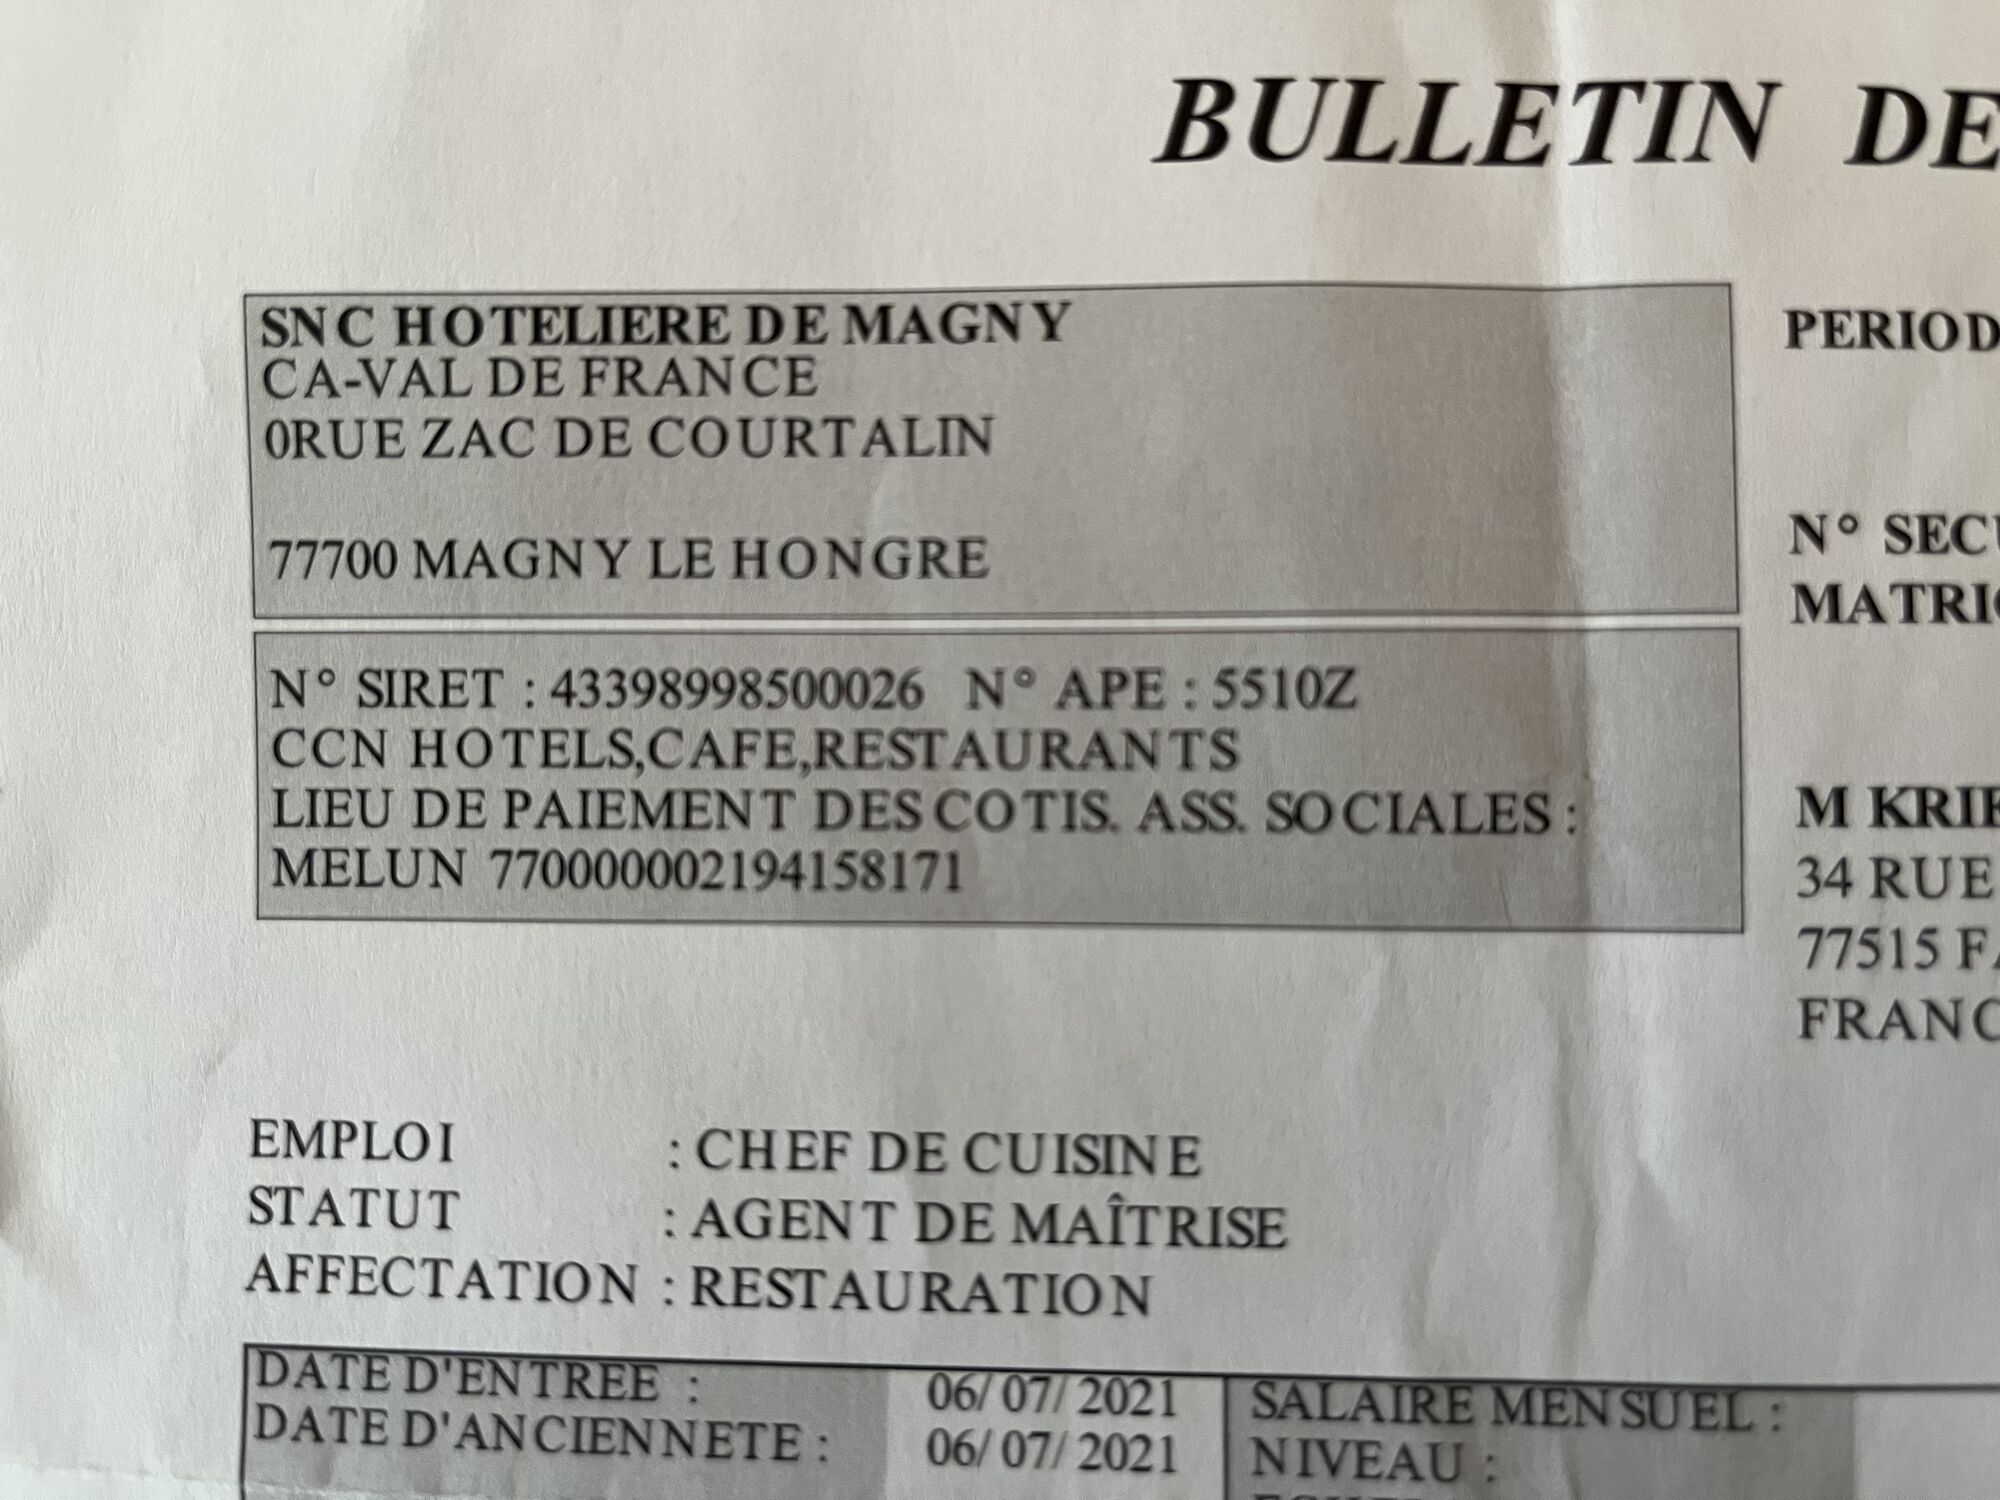 BULLETIN DE
SNC HOTELIERE DE MAGNY
CA-VAL DE FRANCE
0RUE ZAC DE COURTALIN
77700 MAGNY LE HONGRE
N° SIRET : 43398998500026 N° APE : 5510Z
CCN HOTELS,CAFE,RESTAURANTS
LIEU DE PAIEMENT DES COTIS. ASS. SOCIALES :
MELUN 770000002194158171
PERIOD
N° SECU
MATRIC
M KRIE
34 RUE
77515 FA
FRANC
EMPLOI : CHEF DE CUISINE
STATUT : AGENT DE MAÎTRISE
AFFECTATION : RESTAURATION
DATE D'ENTREE : 06/07/2021
DATE D'ANCIENNETE : 06/07/2021
SALAIRE MENSUEL :
NIVEAU :